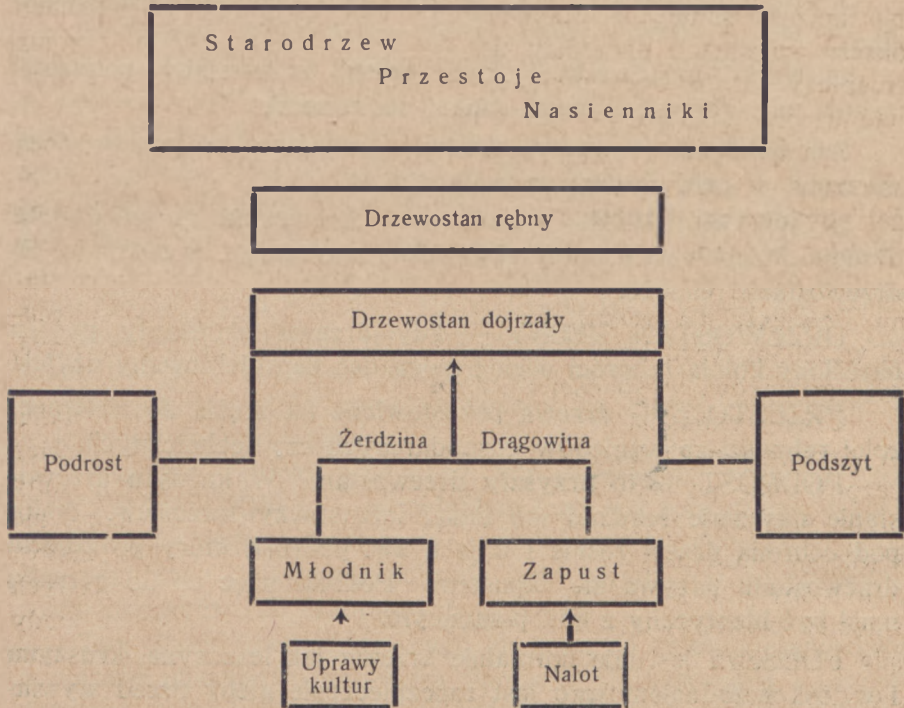 Starodrzew
Przestoje
Nasienniki
Drzewostan rębny
Drzewostan dojrzały
Żerdzina Drągowina
Podrost
Podszyt
Młodnik
Zapust
Uprawy
kultur
Nalot